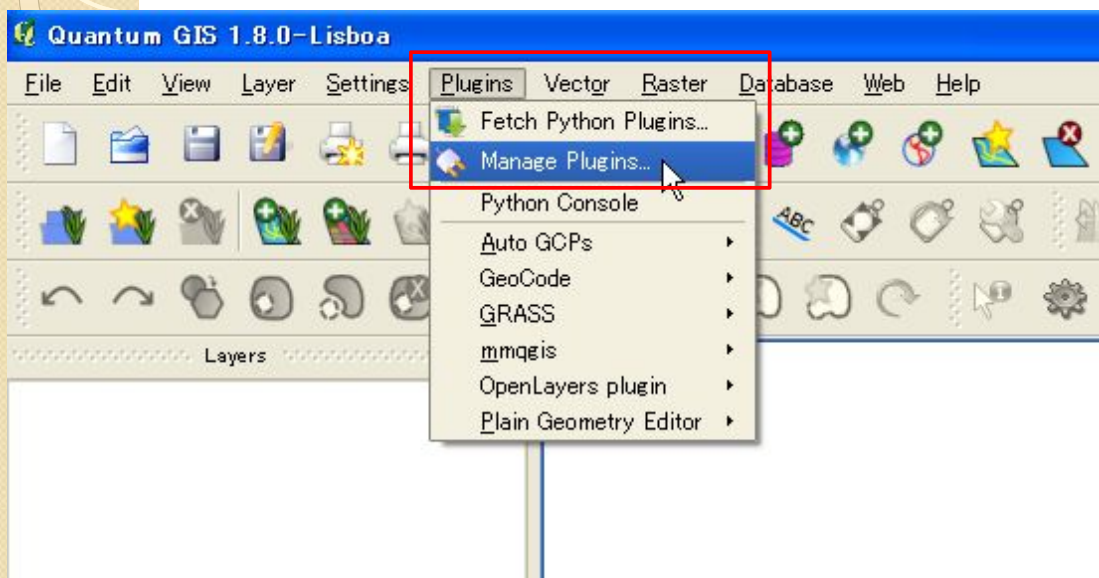 Quantum GIS 1.8.0-Lisboa
File Edit View Layer Settings Plugins Vector Raster Database Web Help
Fetch Python Plugins...
Manage Plugins...
Python Console
ABC
Auto GCPs
GeoCode
GRASS
mmqgis
Layers
OpenLayers plugin
Plain Geometry Editor